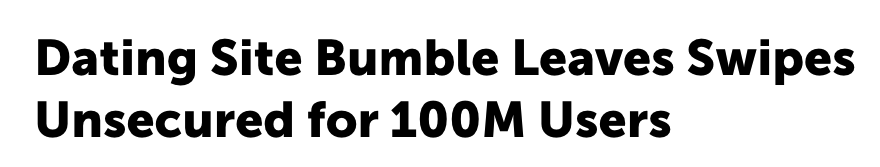 Dating Site Bumble Leaves Swipes
Unsecured for 100M Users